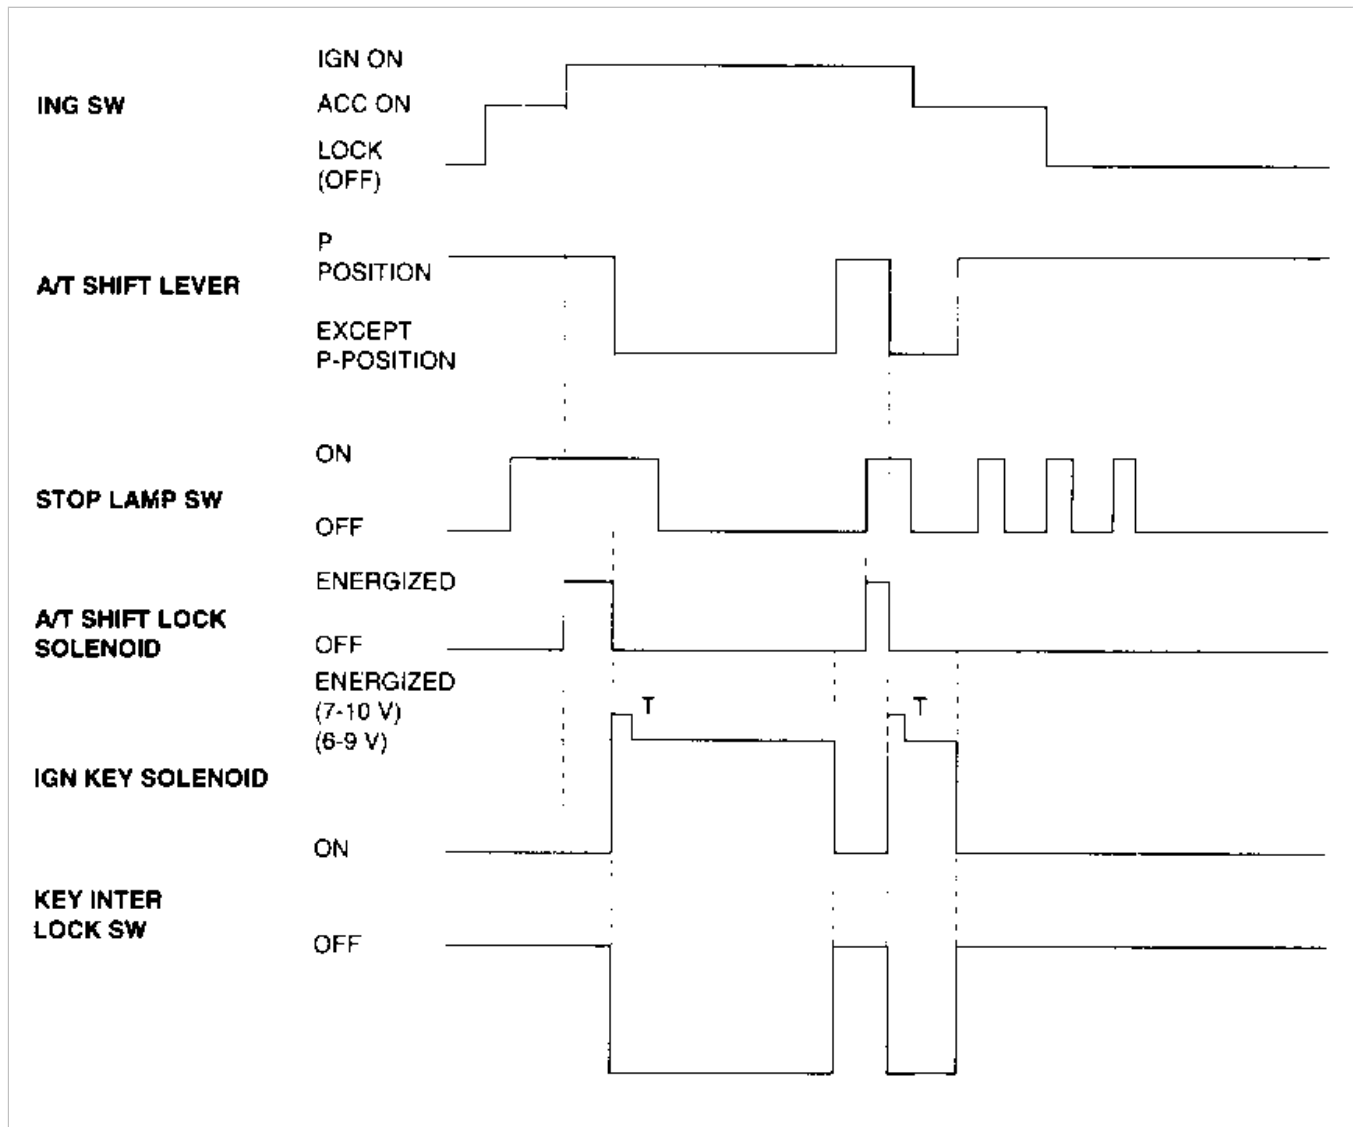 IGN ON
ING SW
ACC ON
LOCK
(OFF)
P
POSITION
A/T SHIFT LEVER
EXCEPT
P-POSITION
ON
STOP LAMP SW
OFF
ENERGIZED
A/T SHIFT LOCK
SOLENOID
OFF
ENERGIZED
(7-10 V)
T
T
(6-9 V)
IGN KEY SOLENOID
ON
KEY INTER
LOCK SW
OFF